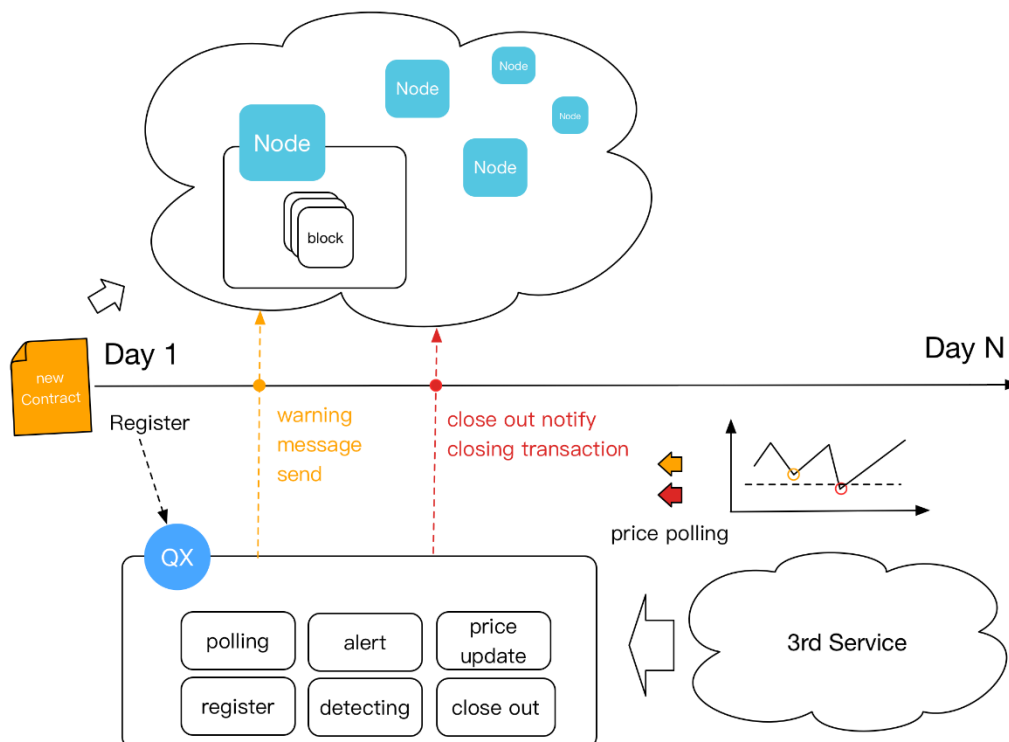 Node
Node
Node
Node
Node
block
Day 1
Day N
new
Contract
Register
warning
message
send
close out notify
closing transaction
price polling
QX
polling
alert
price
update
register
detecting
close out
3rd Service